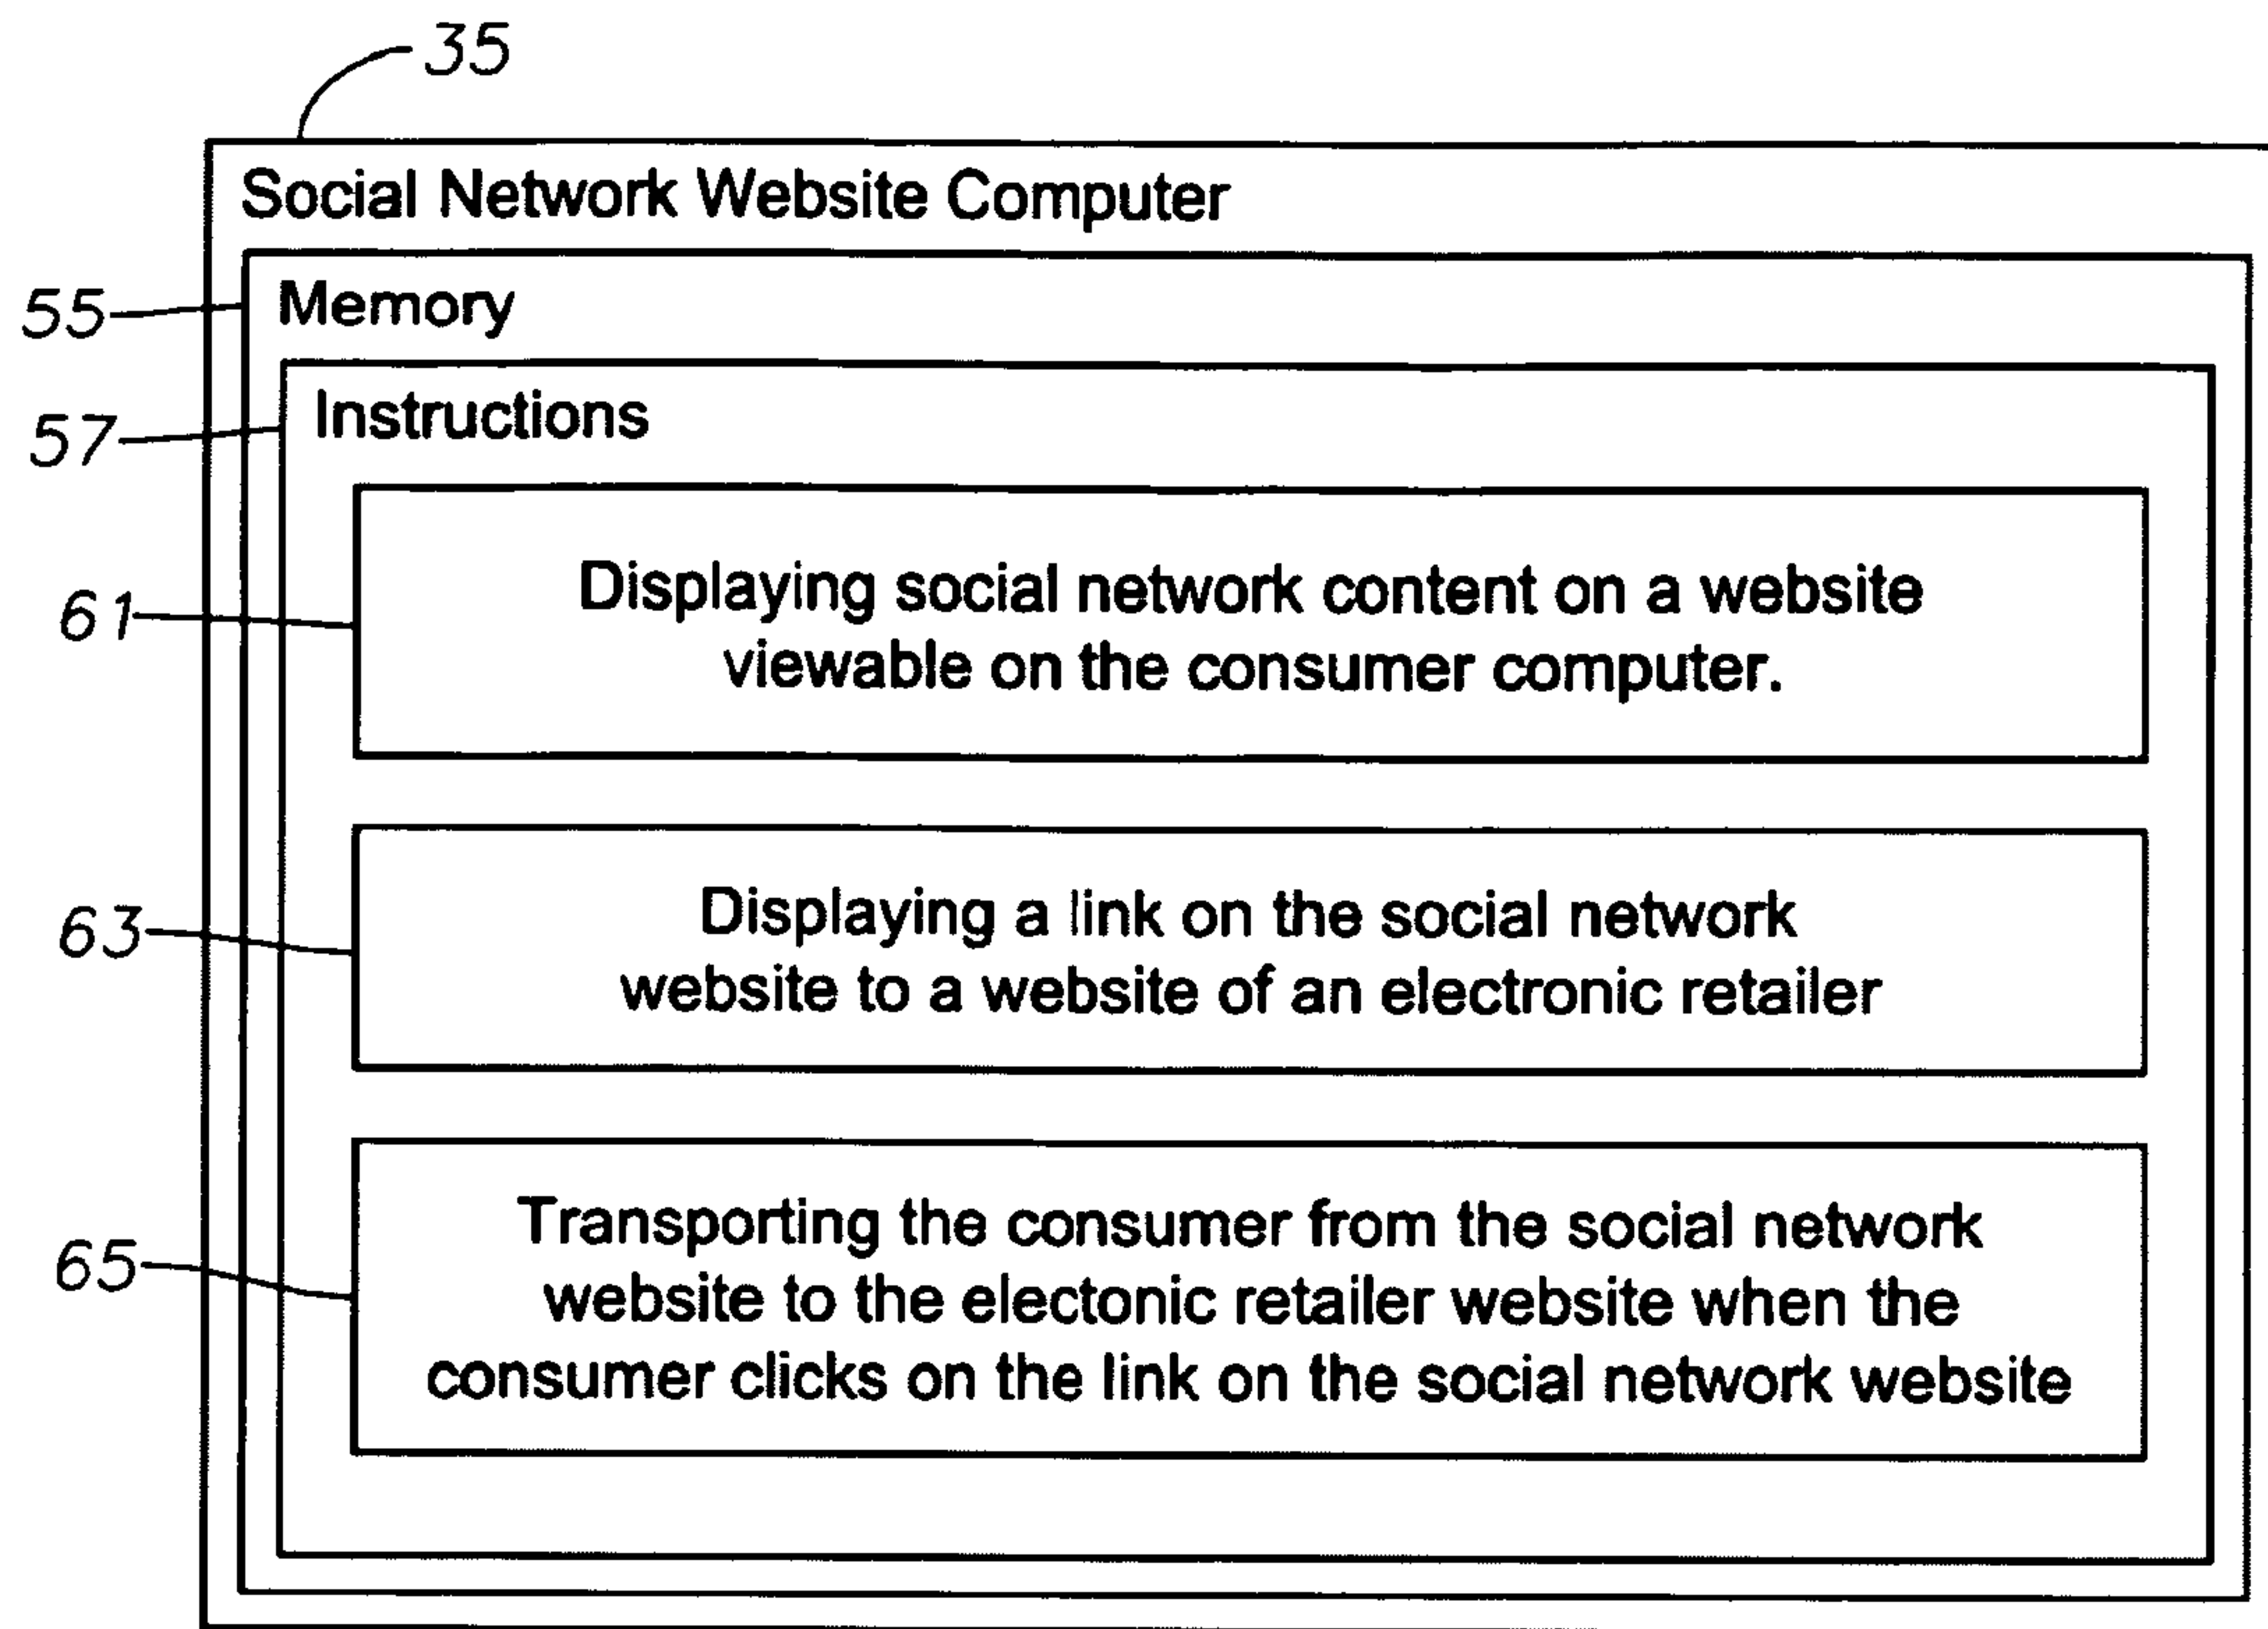 35
Social Network Website Computer
55
Memory
57
Instructions
61
Displaying social network content on a website
viewable on the consumer computer.
63
Displaying a link on the social network
website to a website of an electronic retailer
65
Transporting the consumer from the social network
website to the electonic retailer website when the
consumer clicks on the link on the social network website